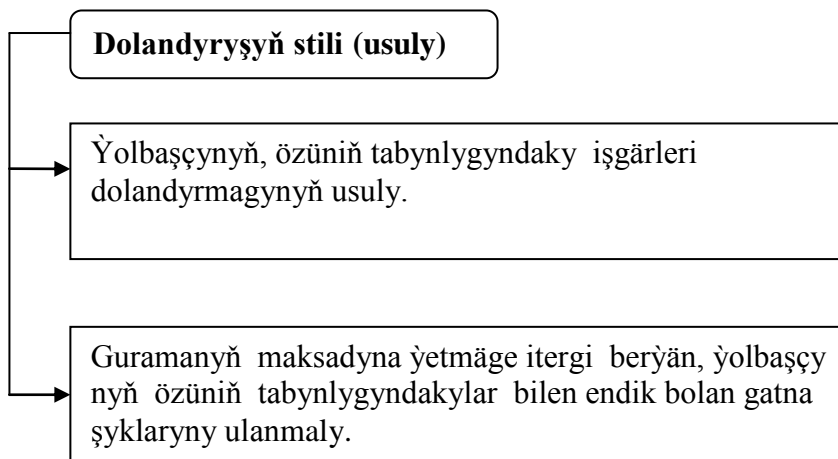 Dolandyryşyň stili (usuly)
Ỳolbaşçynyň, özüniň tabynlygyndaky işgärleri
dolandyrmagynyň usuly.
Guramanyň maksadyna ỳetmäge itergi berỳän, ỳolbaşçy
nyň özüniň tabynlygyndakylar bilen endik bolan gatna
şyklaryny ulanmaly.